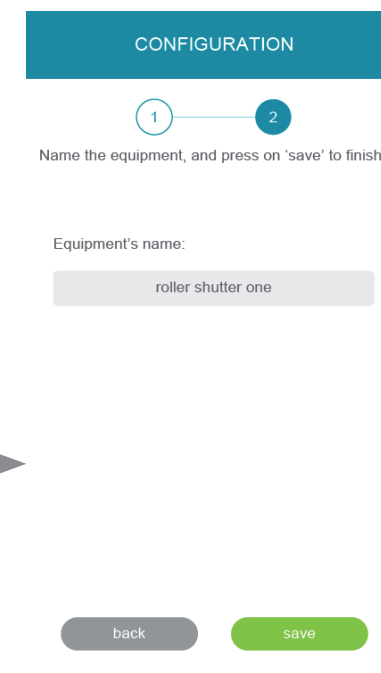 CONFIGURATION
1 2
Name the equipment, and press on ‘save’ to finish
Equipment’s name:
roller shutter one
back save